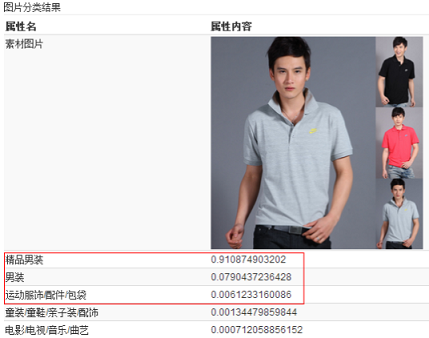 图片分类结果
属性名 属性内容
素材图片
精品男装 0.910874903202
男装 0.0790437236428
运动服饰/配件/包袋 0.0061233160086
童装/童鞋/亲子装/配饰 0.00134479859844
电影/电视/音乐/曲艺 0.000712058856152